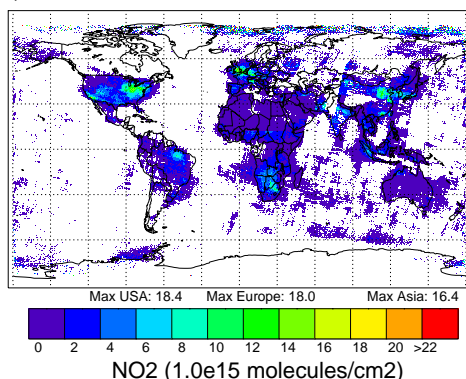 Max USA: 18.4 Max Europe: 18.0 Max Asia: 16.4
0 2 4 6 8 10 12 14 16 18 20 >22
NO2 (1.0e15 molecules/cm2)